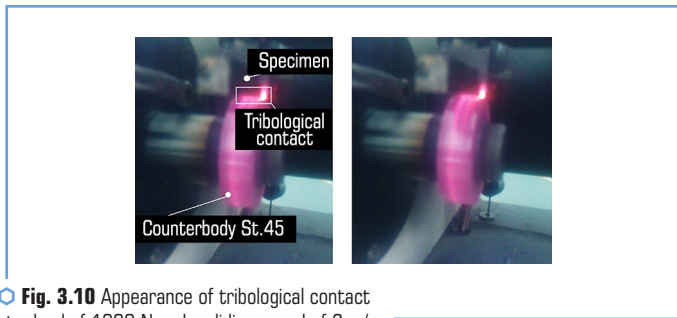 Specimen
Tribological
contact
Counterbody St.45
Fig. 3.10 Appearance of tribological contact